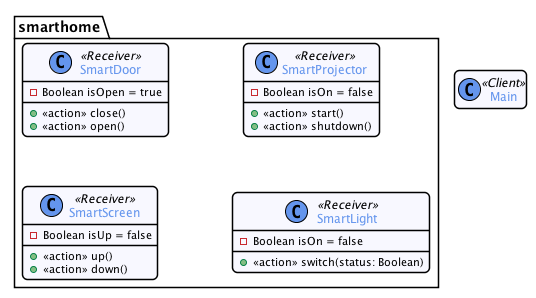 smarthome
C «Receiver»
SmartDoor
Boolean isOpen = true
«action» close()
«action» open()
C «Receiver»
SmartProjector
Boolean isOn = false
«action» start()
«action» shutdown()
C «Client»
Main
C «Receiver»
SmartScreen
Boolean isUp = false
«action» up()
«action» down()
C «Receiver»
SmartLight
Boolean isOn = false
«action» switch(status: Boolean)